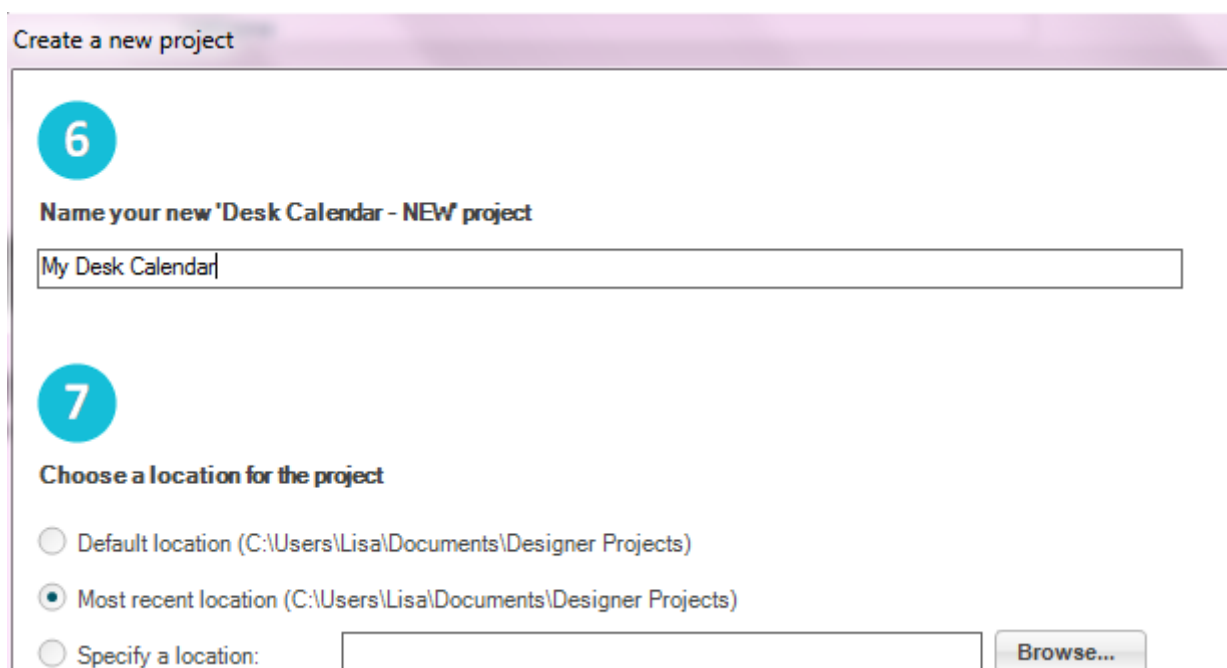 Create a new project
6
Name your new 'Desk Calendar - NEW' project
My Desk Calendar
7
Choose a location for the project
Default location (C:\Users\Lisa\Documents\Designer Projects)
Most recent location (C:\Users\Lisa\Documents\Designer Projects)
Specify a location: Browse...